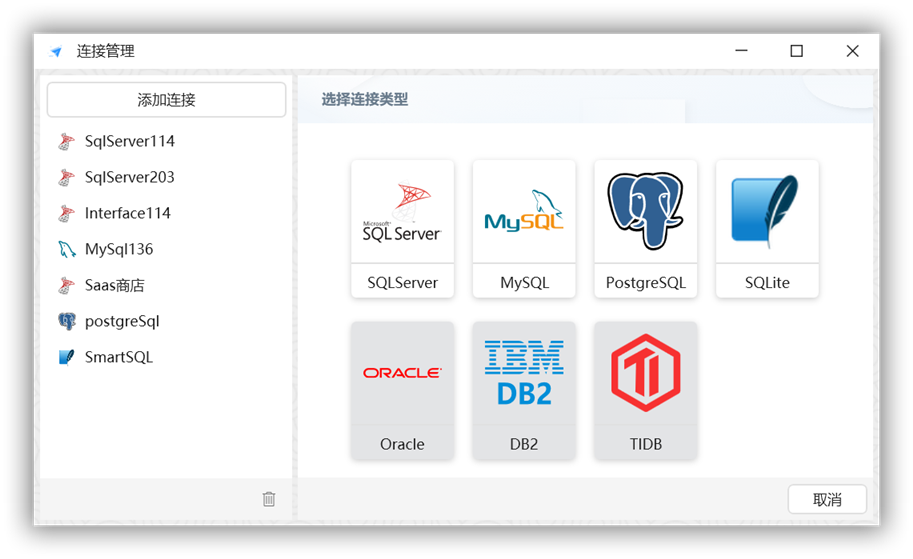 连接管理
添加连接
SqlServer114
SqlServer203
Interface114
MySql136
Saas商店
postgreSql
SmartSQL
选择连接类型
Microsoft
SQL Server
MySQL
SQLServer
MySQL
PostgreSQL
SQLite
ORACLE
IBM
DB2
TI
Oracle
DB2
TIDB
取消